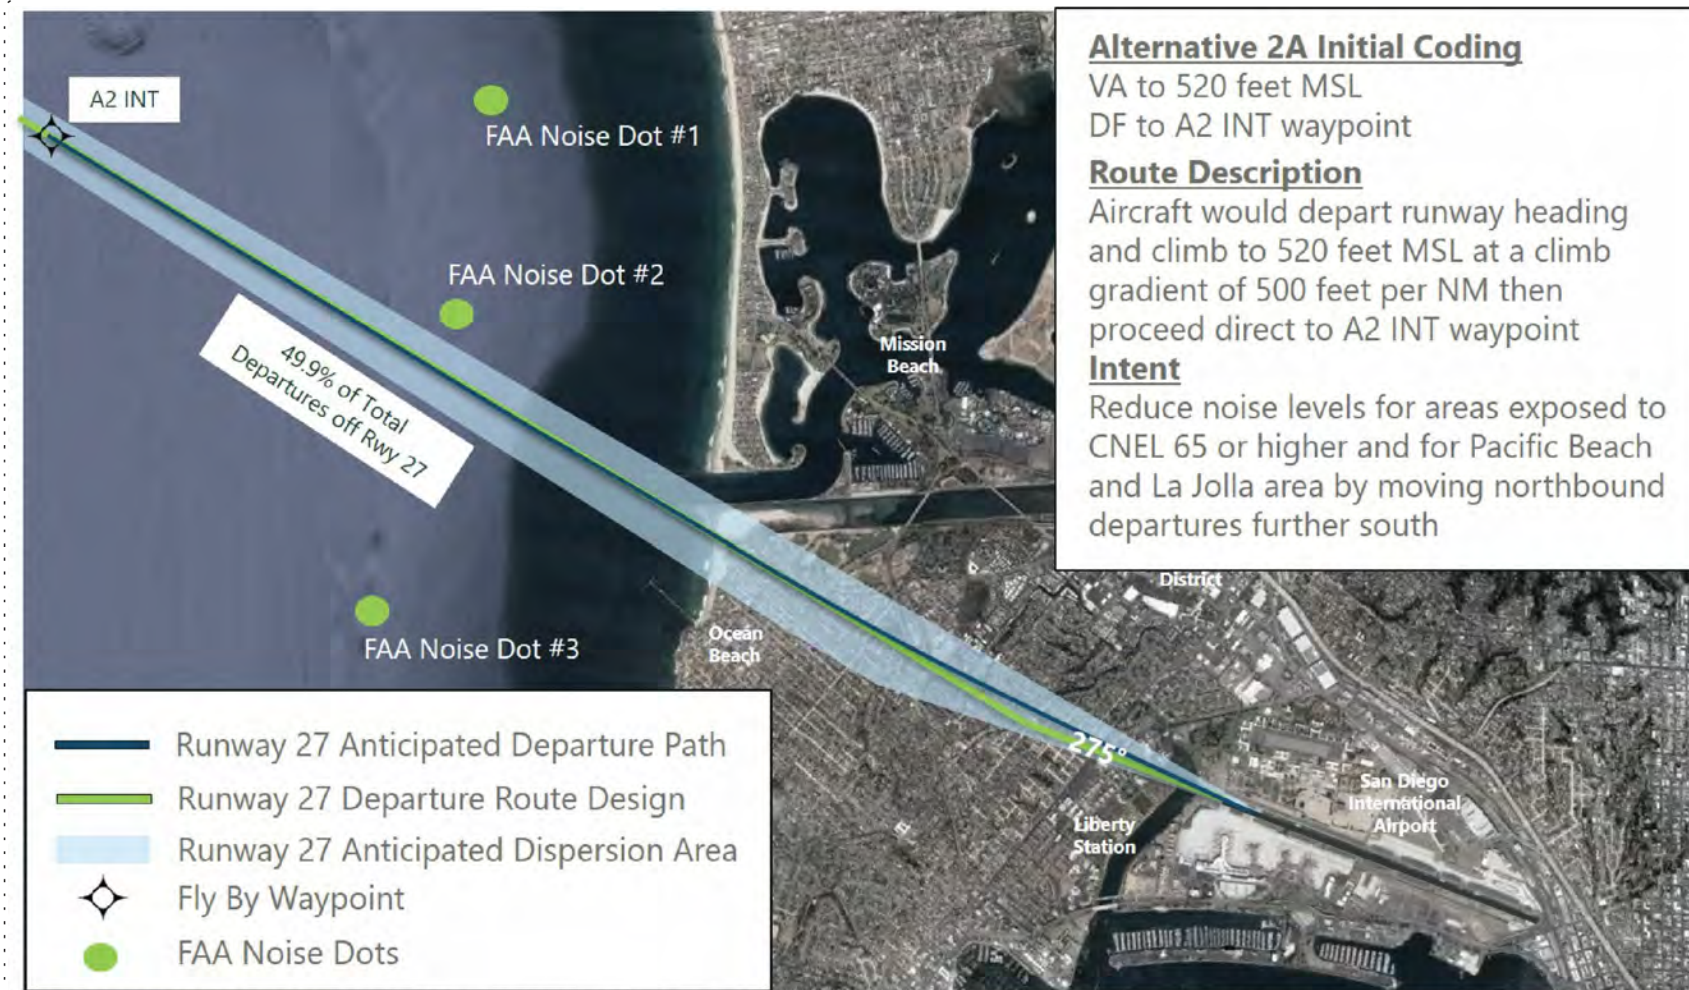 A2 INT
FAA Noise Dot #1
FAA Noise Dot #2
49.9% of Total
Departures off Rwy 27
FAA Noise Dot #3
Mission
Beach
Ocean
Beach
District
275°
Liberty
Station
San Diego
International
Airport
Alternative 2A Initial Coding
VA to 520 feet MSL
DF to A2 INT waypoint
Route Description
Aircraft would depart runway heading
and climb to 520 feet MSL at a climb
gradient of 500 feet per NM then
proceed direct to A2 INT waypoint
Intent
Reduce noise levels for areas exposed to
CNEL 65 or higher and for Pacific Beach
and La Jolla area by moving northbound
departures further south
Runway 27 Anticipated Departure Path
Runway 27 Departure Route Design
Runway 27 Anticipated Dispersion Area
Fly By Waypoint
FAA Noise Dots